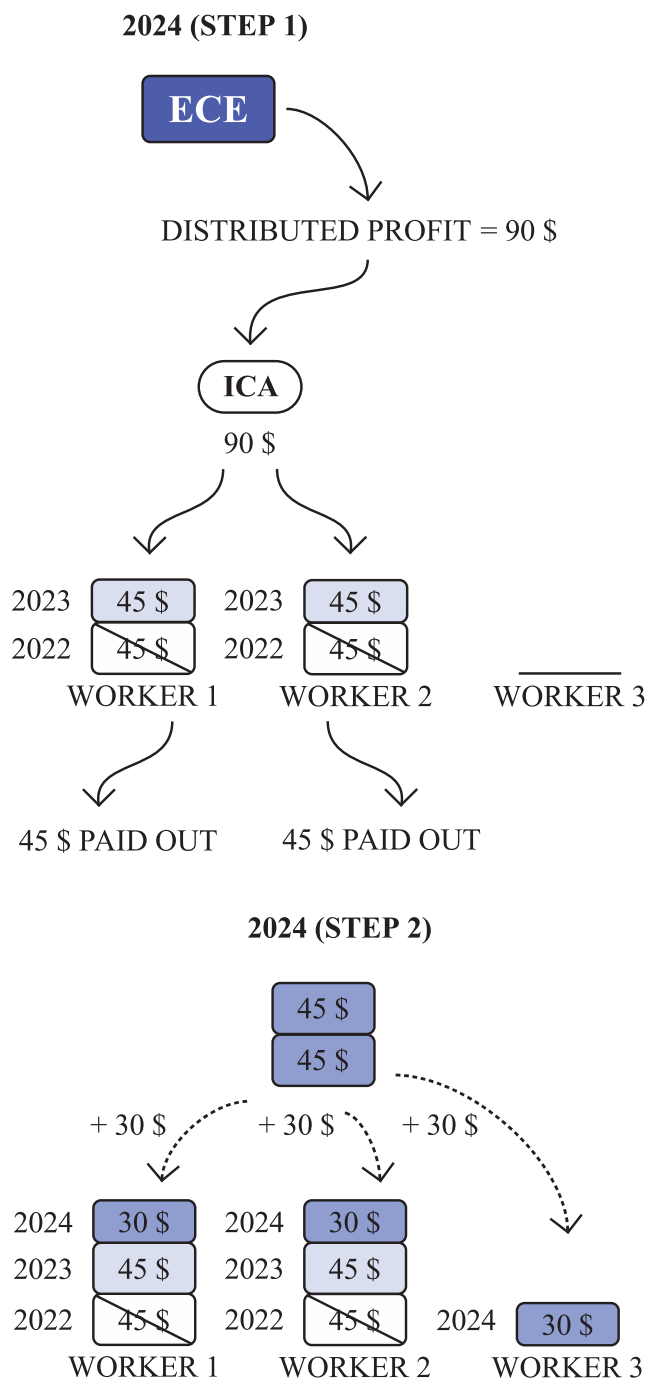 2024 (STEP 1)
ECE
DISTRIBUTED PROFIT = 90 $
ICA
90 $
2023 45 $ 2023 45 $
2022 45 $ 2022 45 $
WORKER 1 WORKER 2 WORKER 3
45 $ PAID OUT 45 $ PAID OUT
2024 (STEP 2)
45 $
45 $
+ 30 $ + 30 $ + 30 $
2024 30 $ 2024 30 $
2023 45 $ 2023 45 $
2022 45 $ 2022 45 $ 2024 30 $
WORKER 1 WORKER 2 WORKER 3